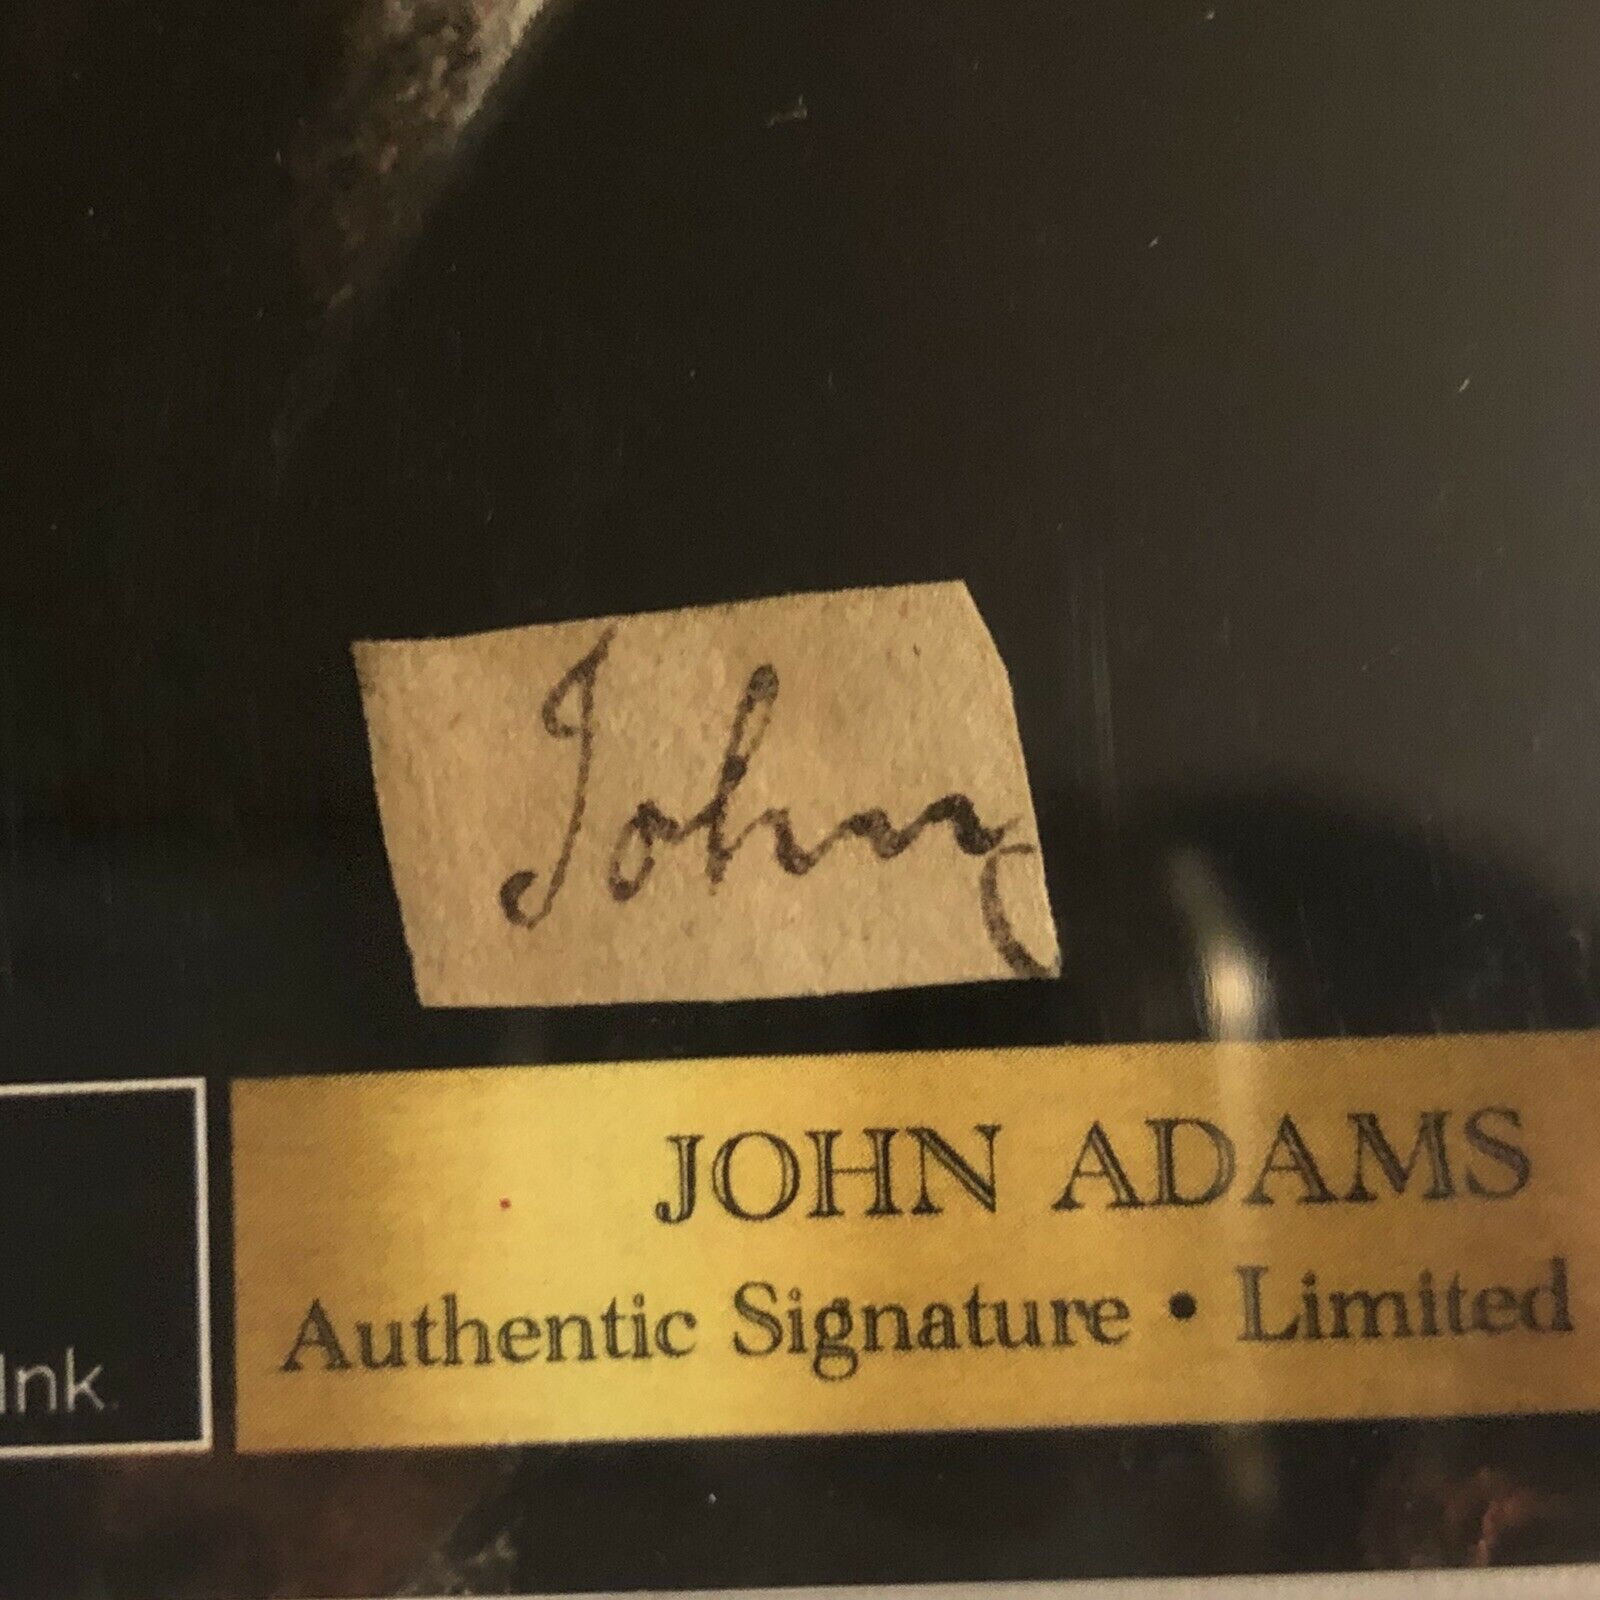 John
JOHN ADAMS
Authentic Signature • Limited
Ink.